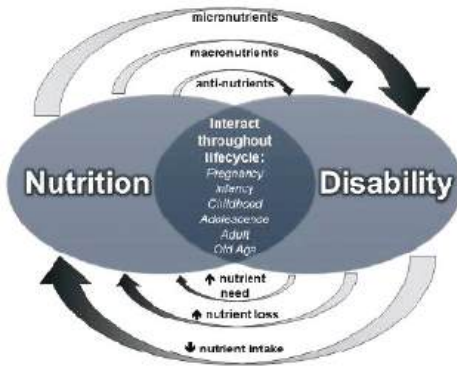 micronutrients
macronutrients
anti-nutrients
Interact
throughout
lifecycle:
Pregnancy
Infancy
Childhood
Adolescence
Adult
Old Age
Nutrition
Disability
↑ nutrient
need
↑ nutrient loss
↓ nutrient intake